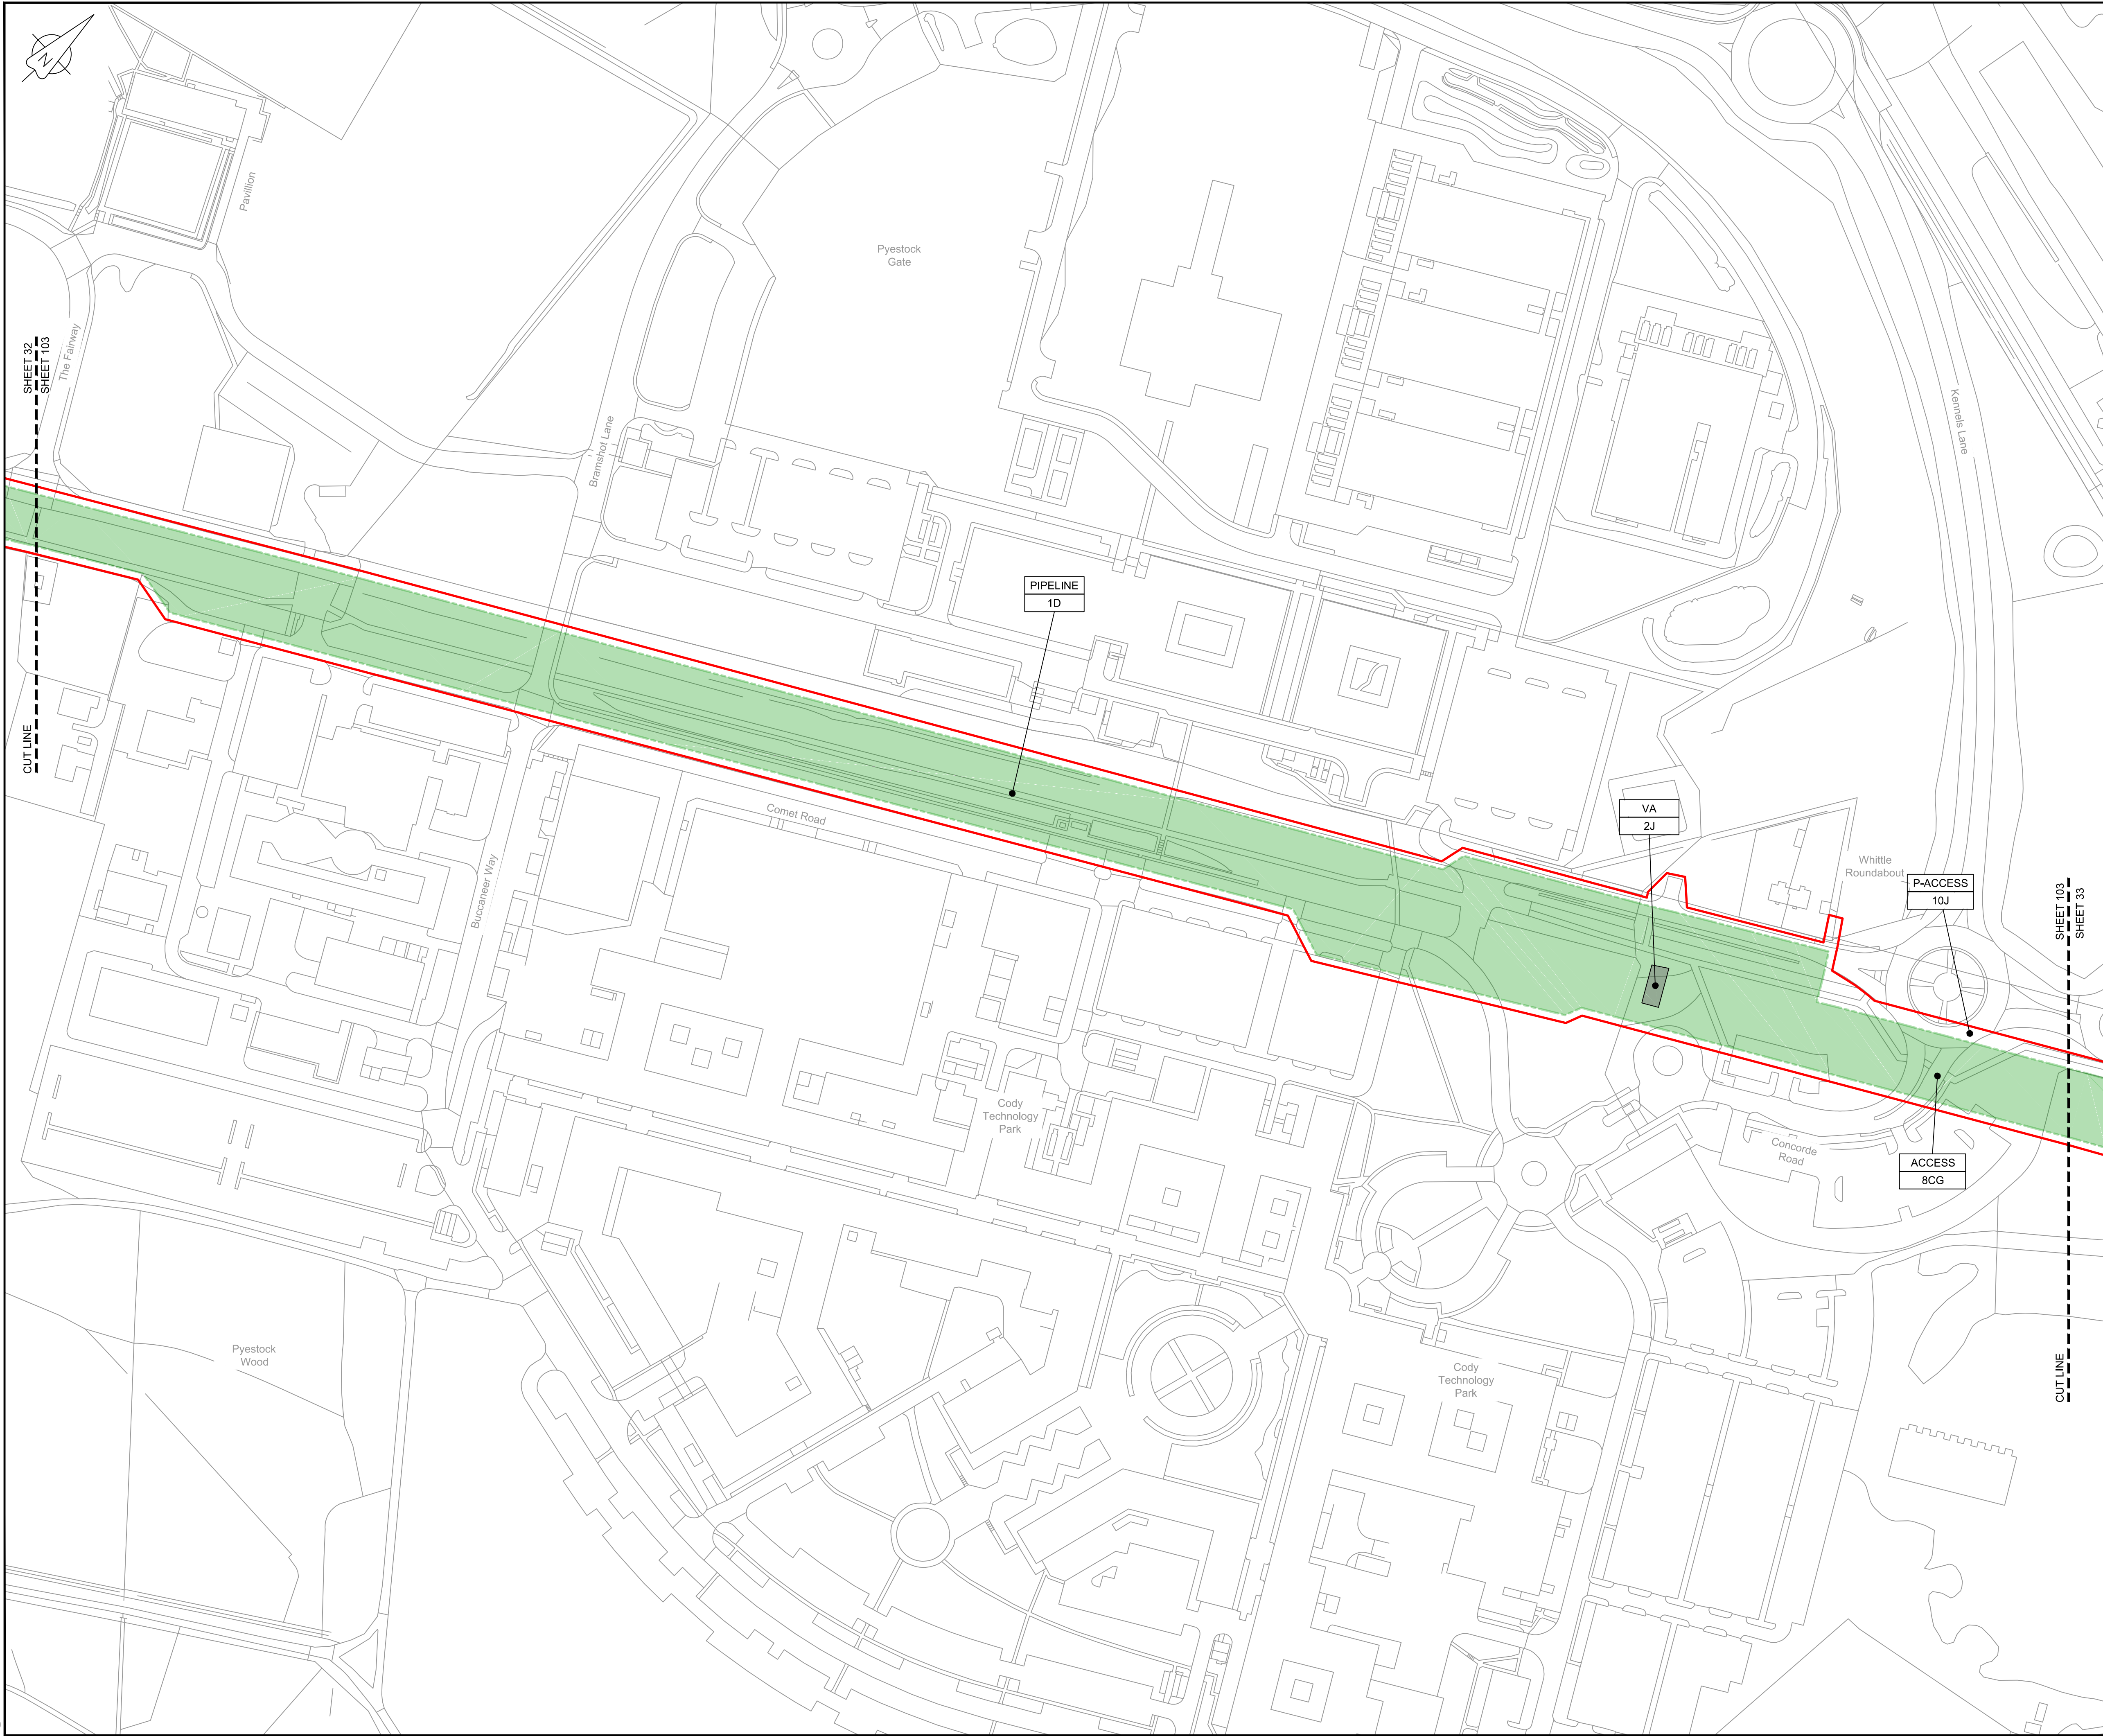 N
Pavillion
Pyestock
Gate
SHEET 32
SHEET 103
The Fairway
Bramshot Lane
Kennels Lane
PIPELINE
1D
CUT LINE
Comet Road
VA
2J
Whittle
Roundabout
P-ACCESS
10J
SHEET 103
SHEET 33
Buccaneer Way
Cody
Technology
Park
Concorde
Road
ACCESS
8CG
Pyestock
Wood
Cody
Technology
Park
CUT LINE